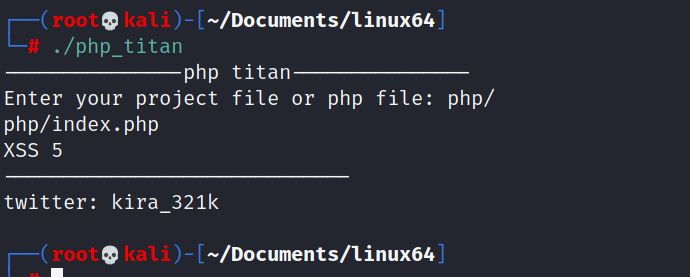 ┌──(root💀kali)-[~/Documents/linux64]
└─# ./php_titan
---------------php titan---------------
Enter your project file or php file: php/
php/index.php
XSS 5
-----------------------------
twitter: kira_321k
┌──(root💀kali)-[~/Documents/linux64]
└─#